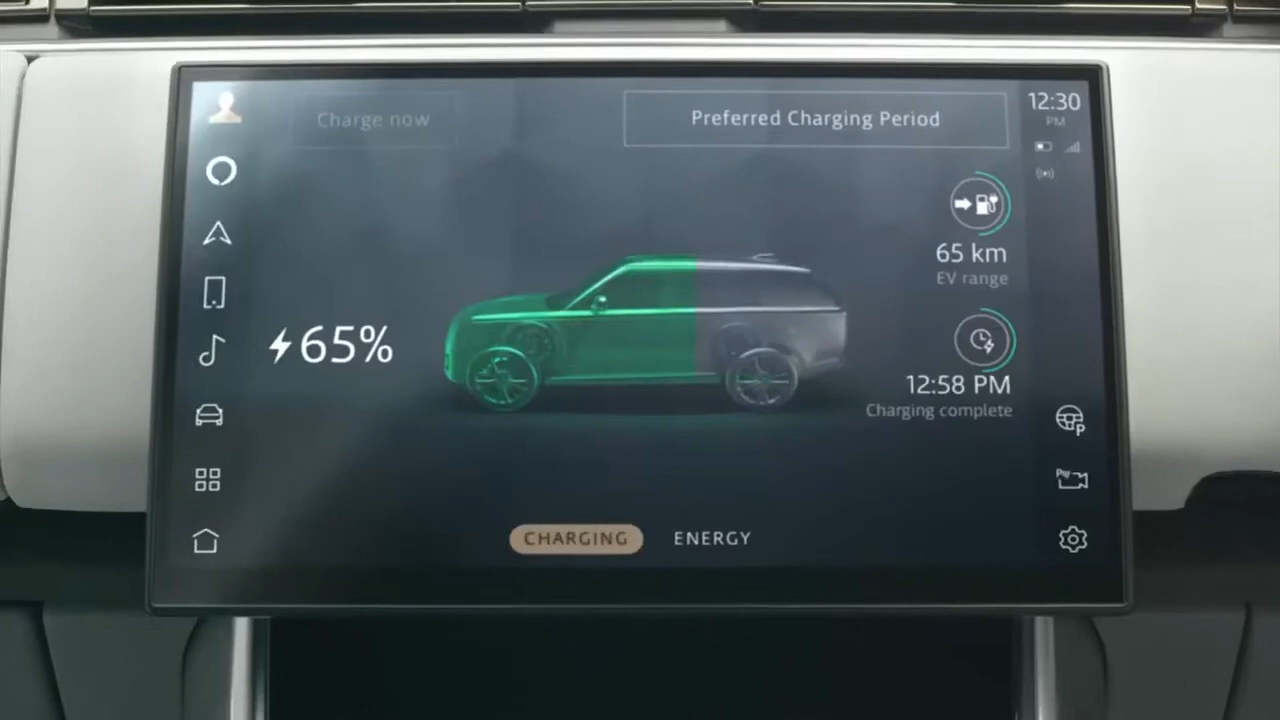 Charge now
Preferred Charging Period
12:30
PM
65 km
EV range
65%
12:58 PM
Charging complete
P
CHARGING
ENERGY